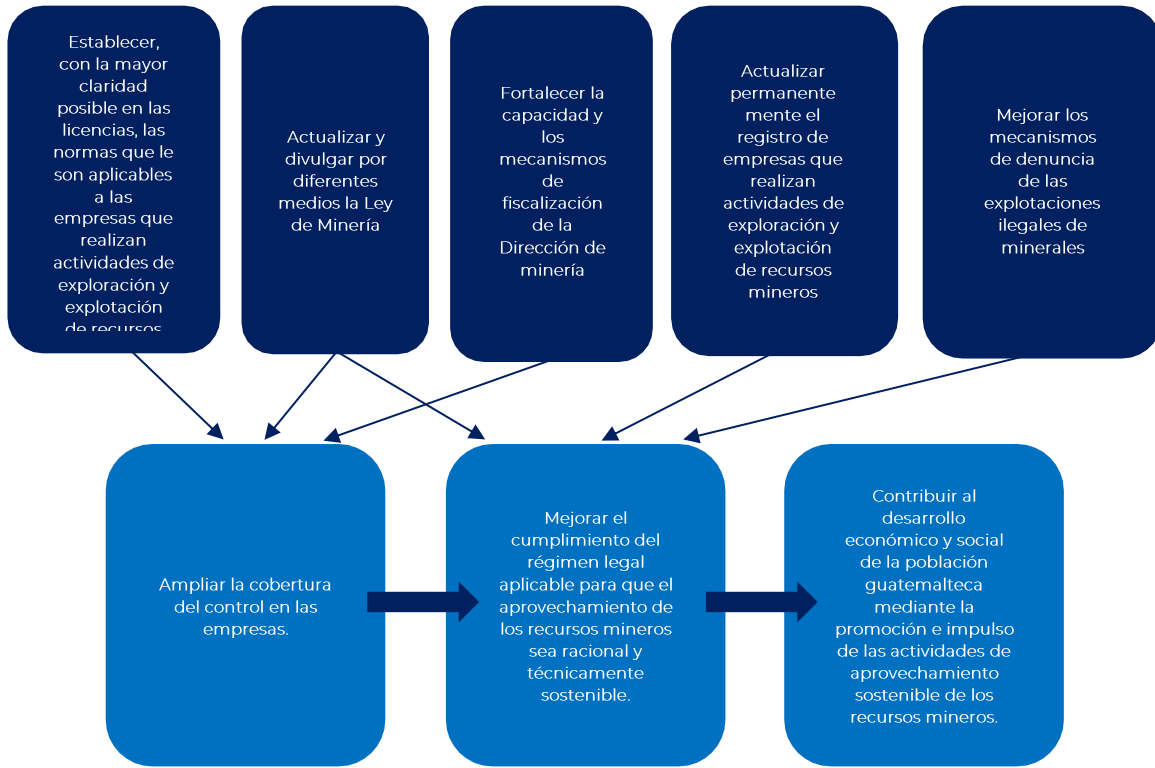 Establecer,
con la mayor
claridad
posible en las
licencias, las
normas que le
son aplicables
a las
empresas que
realizan
actividades de
exploración y
explotación
de recursos
Actualizar y
divulgar por
diferentes
medios la Ley
de Minería
Fortalecer la
capacidad y
los
mecanismos
de
fiscalización
de la
Dirección de
minería
Actualizar
permanente
mente el
registro de
empresas que
realizan
actividades de
exploración y
explotación
de recursos
mineros
Mejorar los
mecanismos
de denuncia
de las
explotaciones
ilegales de
minerales
Ampliar la cobertura
del control en las
empresas.
Mejorar el
cumplimiento del
régimen legal
aplicable para que el
aprovechamiento de
los recursos mineros
sea racional y
técnicamente
sostenible.
Contribuir al
desarrollo
económico y social
de la población
guatemalteca
mediante la
promoción e impulso
de las actividades de
aprovechamiento
sostenible de los
recursos mineros.